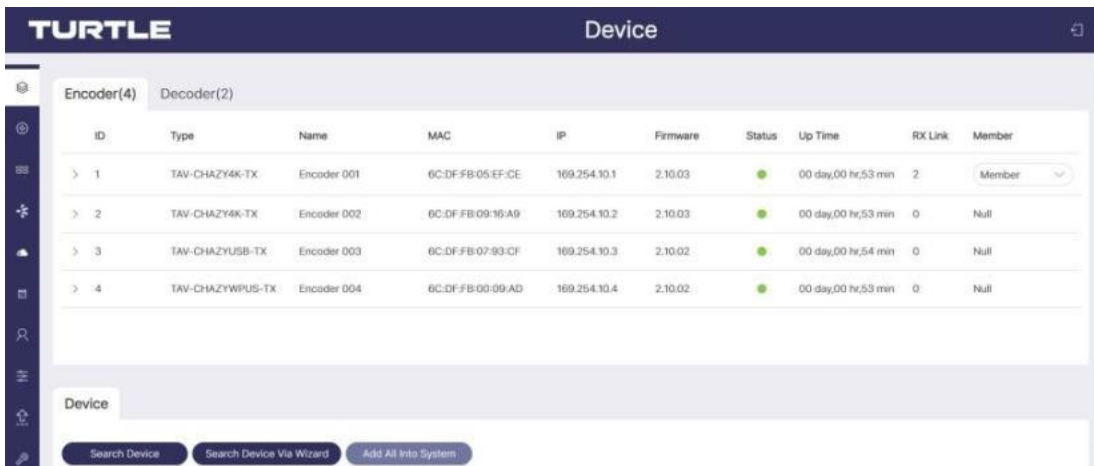 TURTLE Device
Encoder(4) Decoder(2)
ID Type Name MAC IP Firmware Status Up Time RX Link Member
1 TAV-CHAZY4K-TX Encoder 001 6C:DF:FB:05:EF:CE 169.254.10.1 2.10.03 00 day,00 hr,53 min 2 Member
2 TAV-CHAZY4K-TX Encoder 002 6C:DF:FB:09:16:A9 169.254.10.2 2.10.03 00 day,00 hr,53 min 0 Null
3 TAV-CHAZYUSB-TX Encoder 003 6C:DF:FB:07:93:CF 169.254.10.3 2.10.02 00 day,00 hr,54 min 0 Null
4 TAV-CHAZYWPUS-TX Encoder 004 6C:DF:FB:00:09:AD 169.254.10.4 2.10.02 00 day,00 hr,53 min 0 Null
Device
Search Device Search Device Via Wizard Add All Into System